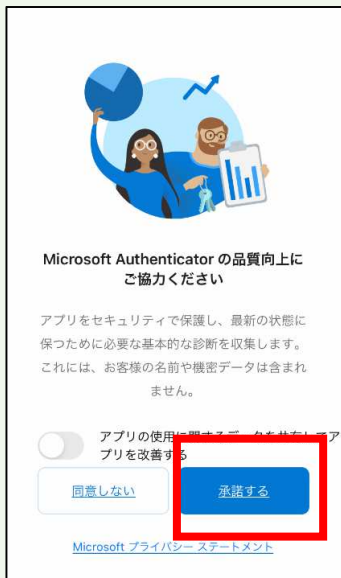 Microsoft Authenticator の品質向上に
ご協力ください
アプリをセキュリティで保護し、最新の状態に
保つために必要な基本的な診断を収集します。
これには、お客様の名前や機密データは含まれ
ません。
アプリの使用に関するデータを共有してア
プリを改善する
同意しない
承諾する
Microsoft プライバシー ステートメント